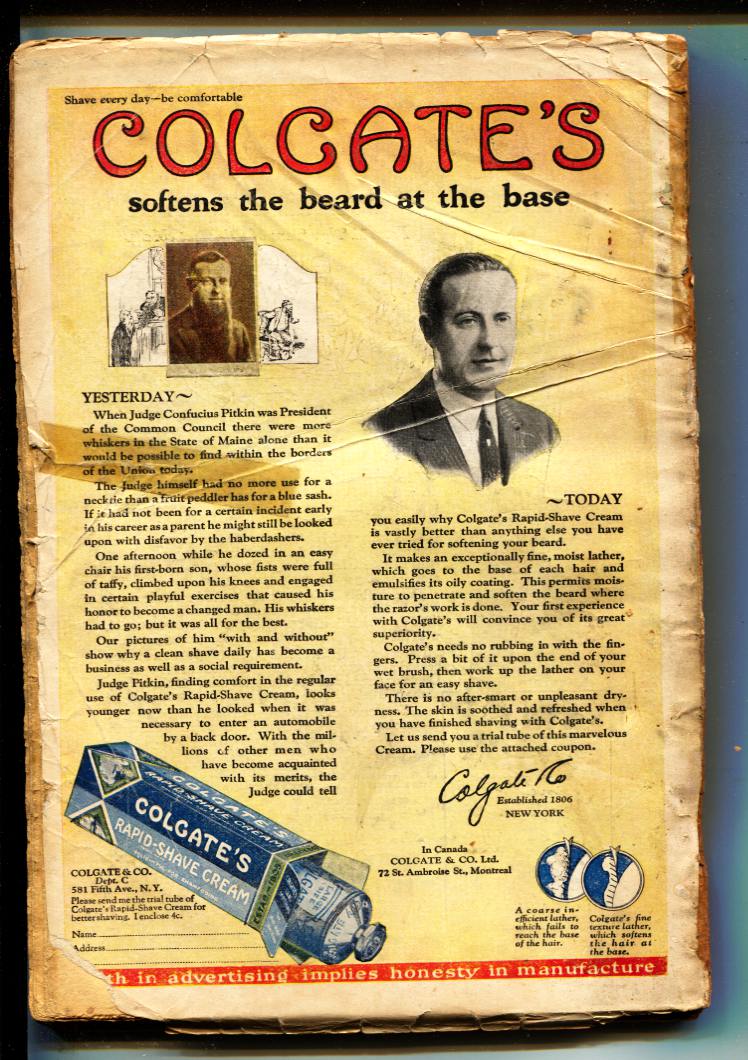 Shave every day—be comfortable
COLGATE'S
softens the beard at the base
YESTERDAY~
When Judge Confucius Pitkin was President
of the Common Council there were more
whiskers in the State of Maine alone than it
would be possible to find within the borders
of the Union today.
The Judge himself had no more use for a
necktie than a fruit peddler has for a blue sash.
If it had not been for a certain incident early
in his career as a parent he might still be looked
upon with disfavor by the haberdashers.
One afternoon while he dozed in an easy
chair his first-born son, whose fists were full
of taffy, climbed upon his knees and engaged
in certain playful exercises that caused his
honor to become a changed man. His whiskers
had to go; but it was all for the best.
Our pictures of him "with and without"
show why a clean shave daily has become a
business as well as a social requirement.
Judge Pitkin, finding comfort in the regular
use of Colgate's Rapid-Shave Cream, looks
younger now than he looked when it was
necessary to enter an automobile
by a back door. With the mil-
lions of other men who
have become acquainted
with its merits, the
Judge could tell
~TODAY
you easily why Colgate's Rapid-Shave Cream
is vastly better than anything else you have
ever tried for softening your beard.
It makes an exceptionally fine, moist lather,
which goes to the base of each hair and
emulsifies its oily coating. This permits mois-
ture to penetrate and soften the beard where
the razor's work is done. Your first experience
with Colgate's will convince you of its great
superiority.
Colgate's needs no rubbing in with the fin-
gers. Press a bit of it upon the end of your
wet brush, then work up the lather on your
face for an easy shave.
There is no after-smart or unpleasant dry-
ness. The skin is soothed and refreshed when
you have finished shaving with Colgate's.
Let us send you a trial tube of this marvelous
Cream. Please use the attached coupon.
Colgate & Co
Established 1806
NEW YORK
In Canada
COLGATE & CO. Ltd.
72 St. Ambroise St., Montreal
COLGATE'S
RAPID-SHAVE CREAM
COLGATE'S
RAPID-SHAVE CREAM
COLGATE & CO.
Dept. C
581 Fifth Ave., N. Y.
Please send me the trial tube of
Colgate's Rapid-Shave Cream for
better shaving. I enclose 4c.
Name
Address
A coarse in-
efficient lather,
which fails to
reach the base
of the hair.
Colgate's fine
texture lather,
which softens
the hair at
the base.
th in advertising implies honesty in manufacture